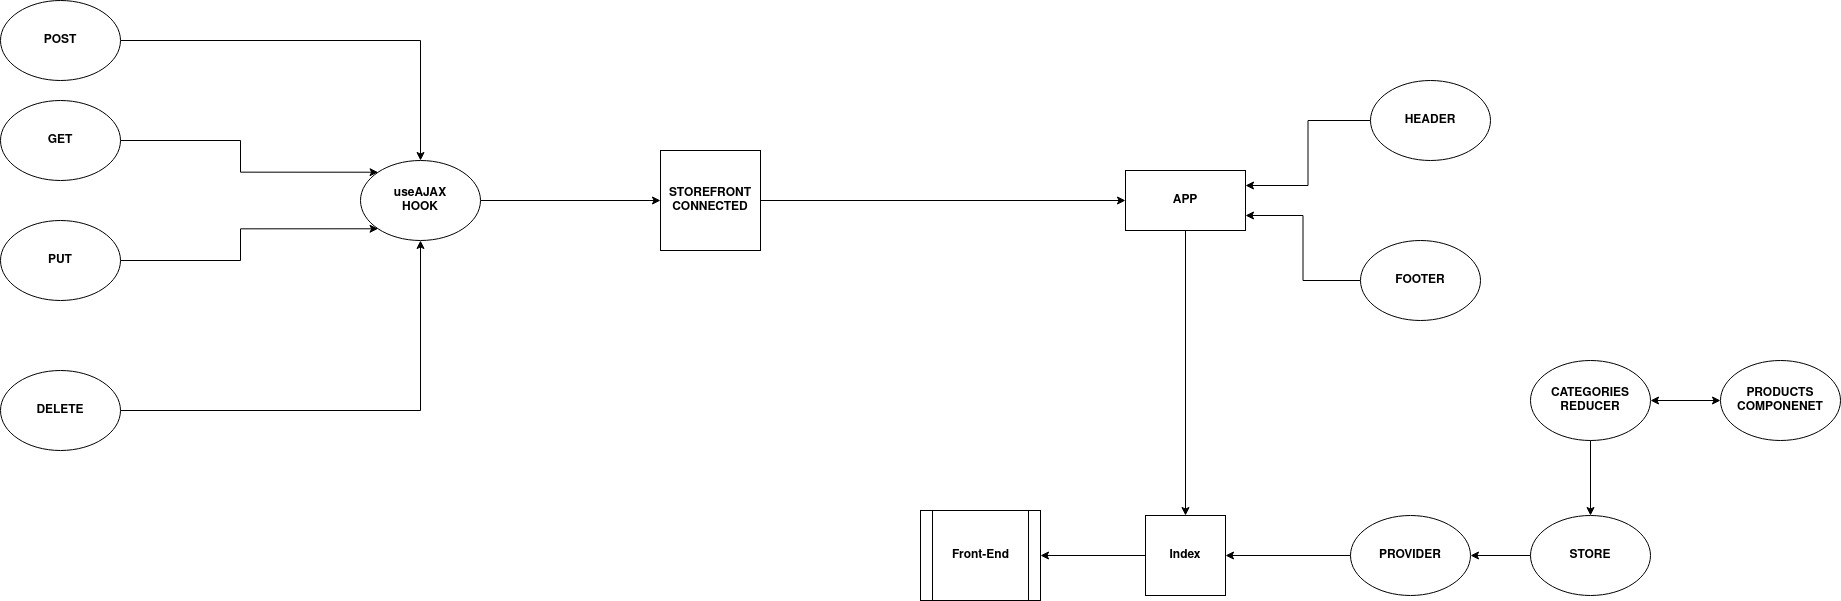 POST
GET
PUT
DELETE
useAJAX
HOOK
STOREFRONT
CONNECTED
APP
HEADER
FOOTER
CATEGORIES
REDUCER
PRODUCTS
COMPONENET
Front-End
Index
PROVIDER
STORE